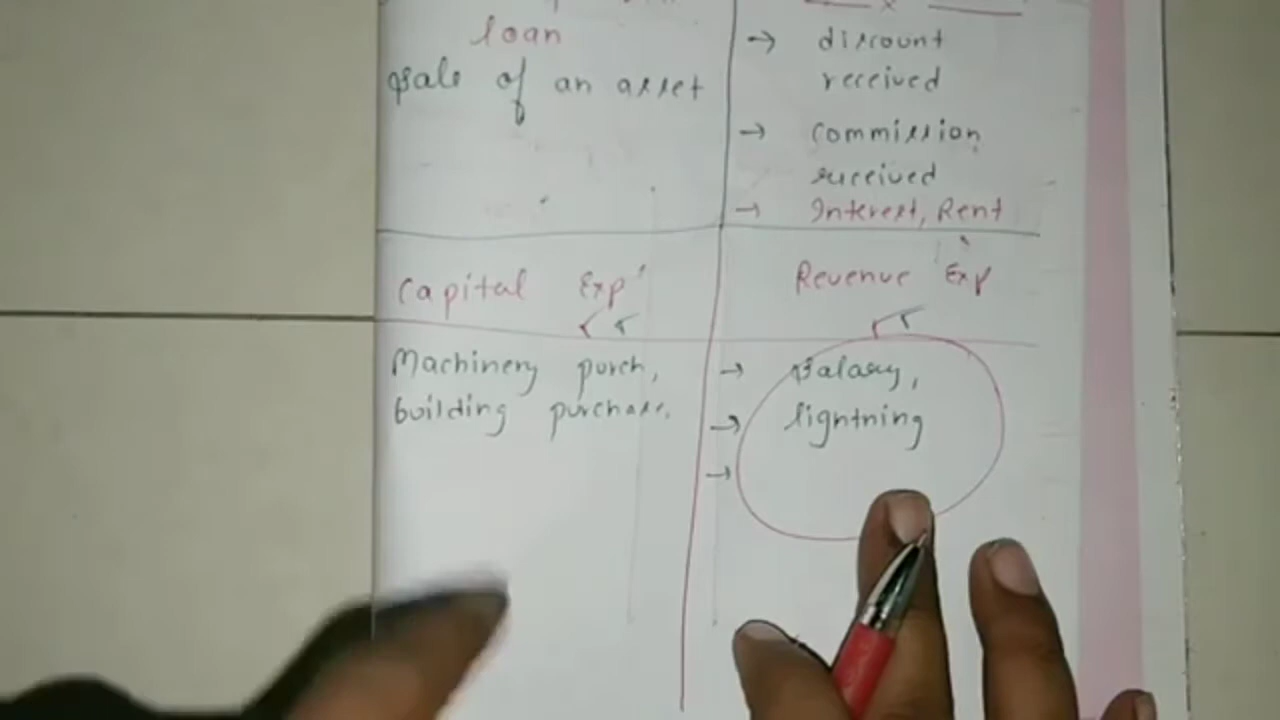 loan
sale of an asset
→ discount
received
→ commission
received
→ Interest, Rent
Capital Exp'
Machinery purch,
building purchase.
Revenue Exp
→ salary,
→ lightning
→